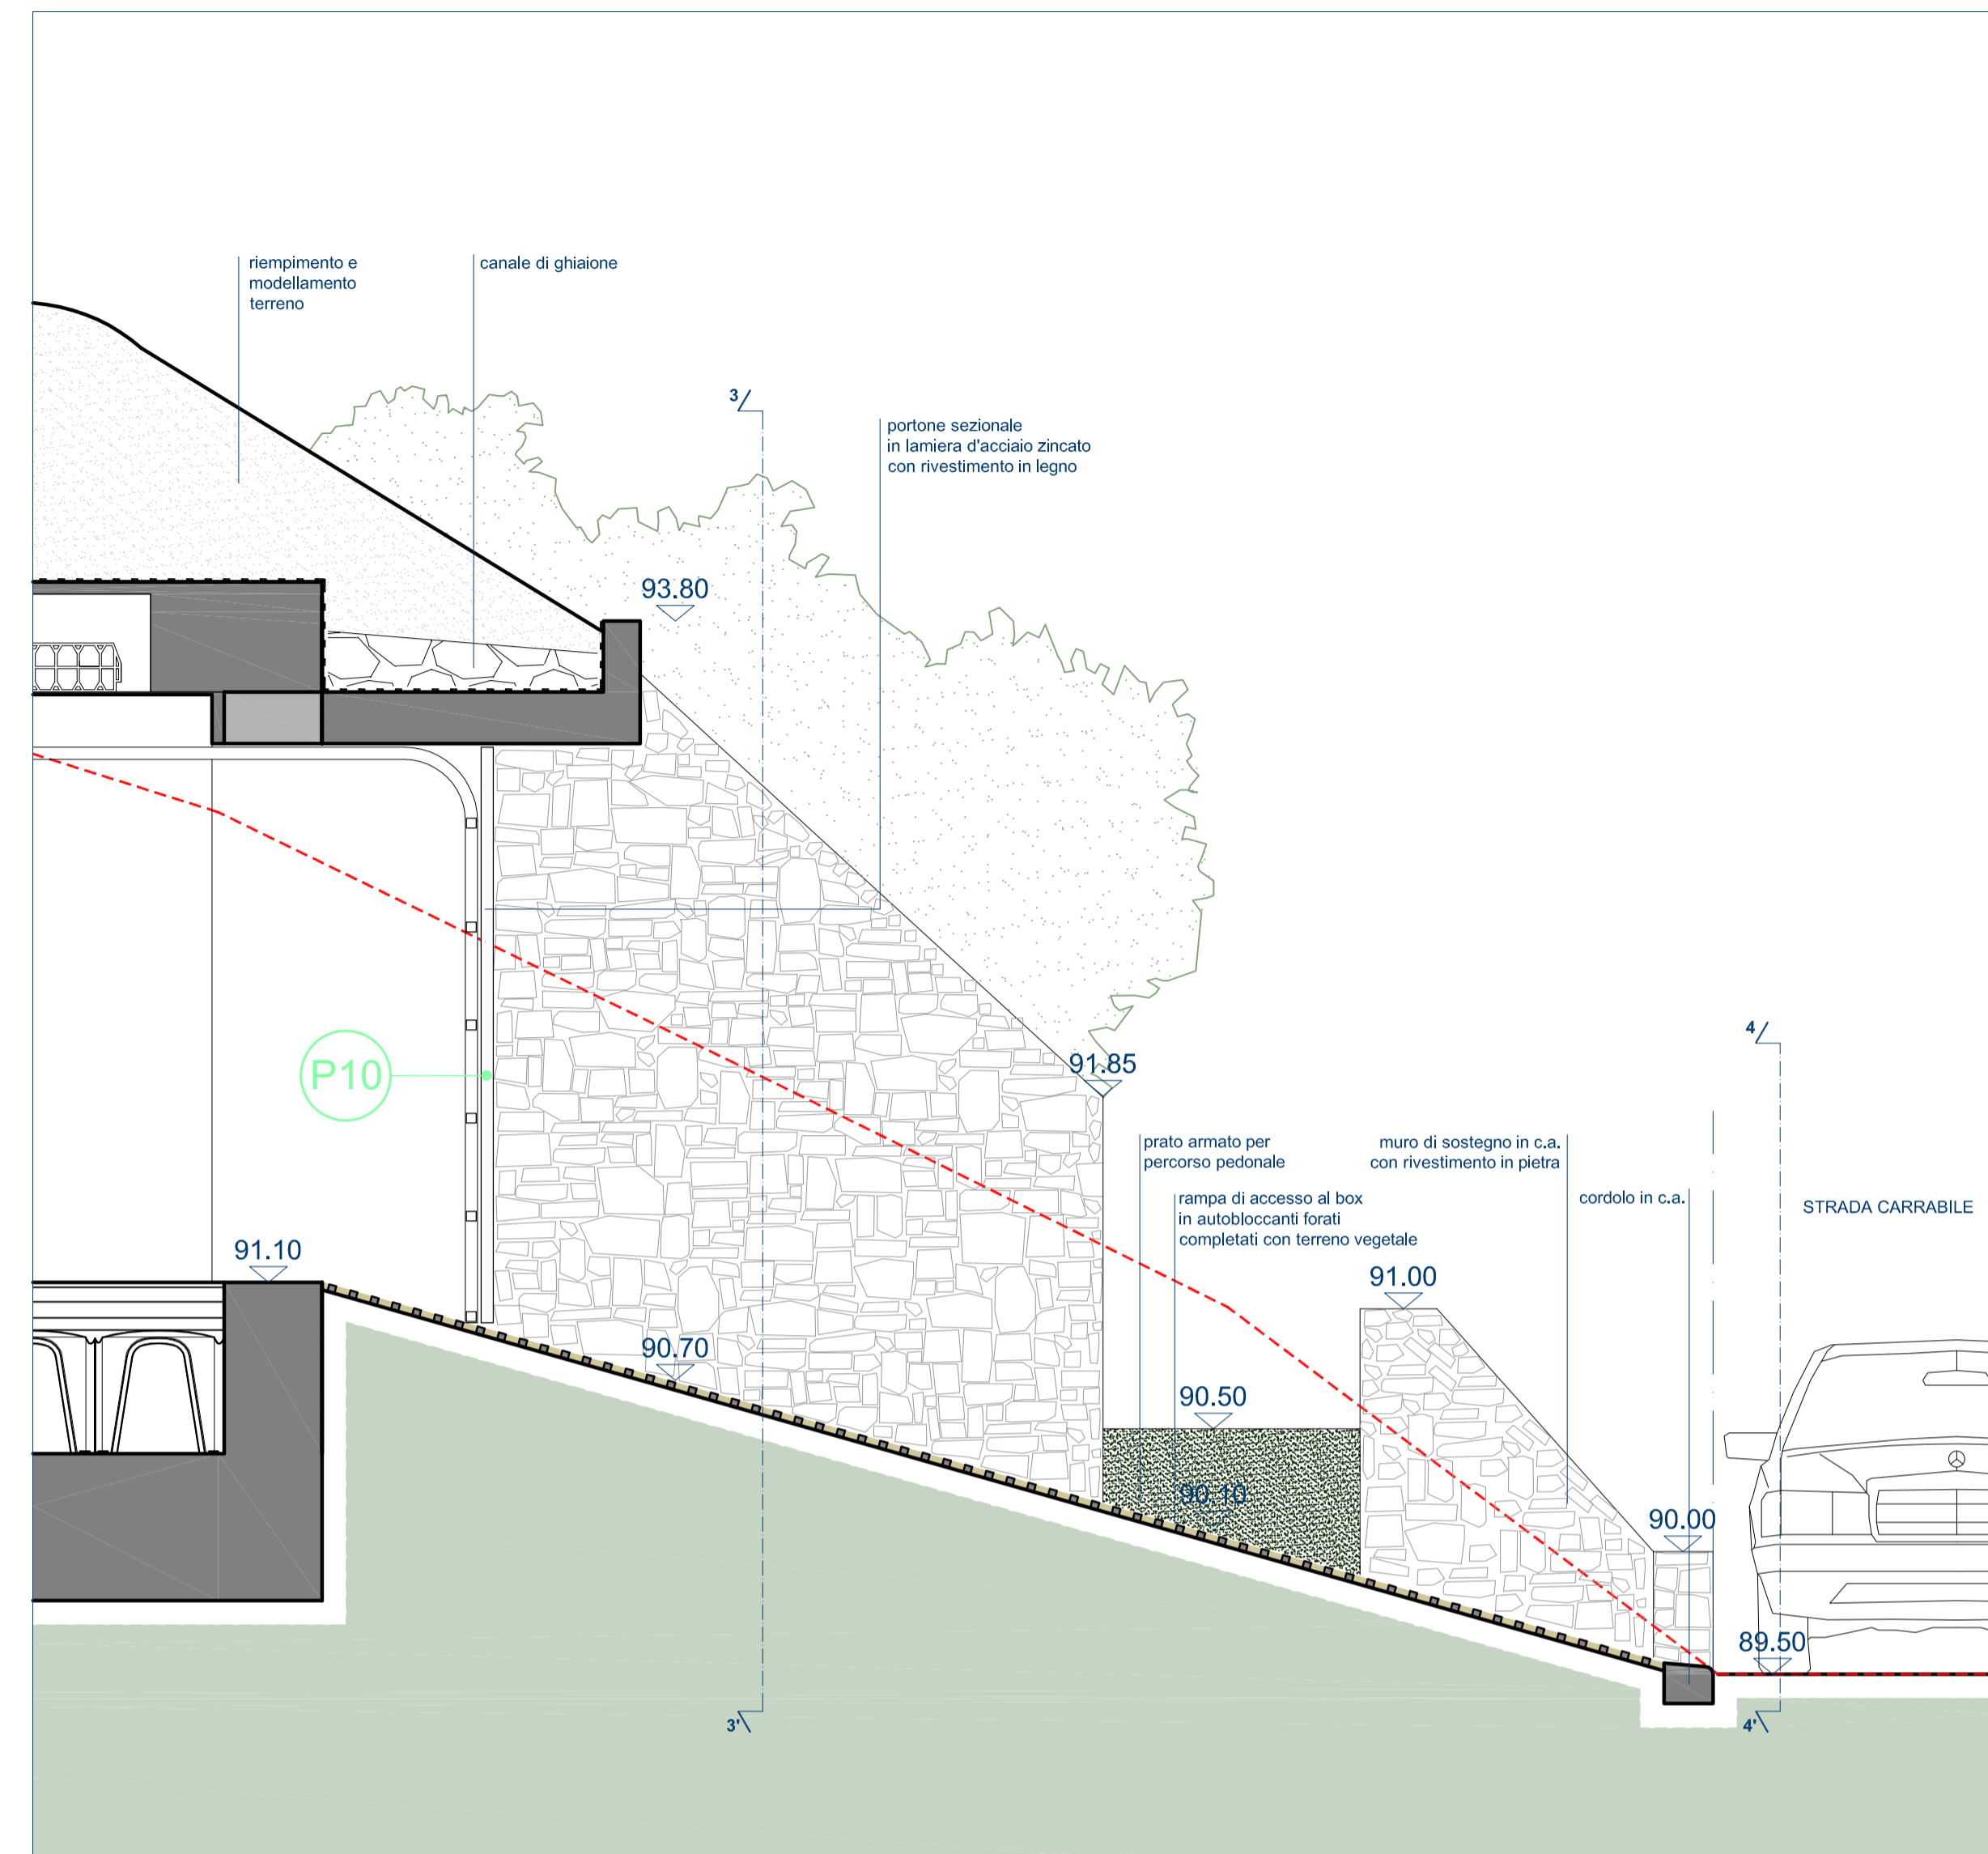 riempimento e
modellamento
terreno
canale di ghiaione
3
portone sezionale
in lamiera d'acciaio zincato
con rivestimento in legno
93.80
91.85
4
P10
prato armato per
percorso pedonale
muro di sostegno in c.a.
con rivestimento in pietra
rampa di accesso al box
in autobloccanti forati
completati con terreno vegetale
cordolo in c.a.
STRADA CARRABILE
91.10
91.00
90.70
90.50
90.10
90.00
89.50
3'
4'